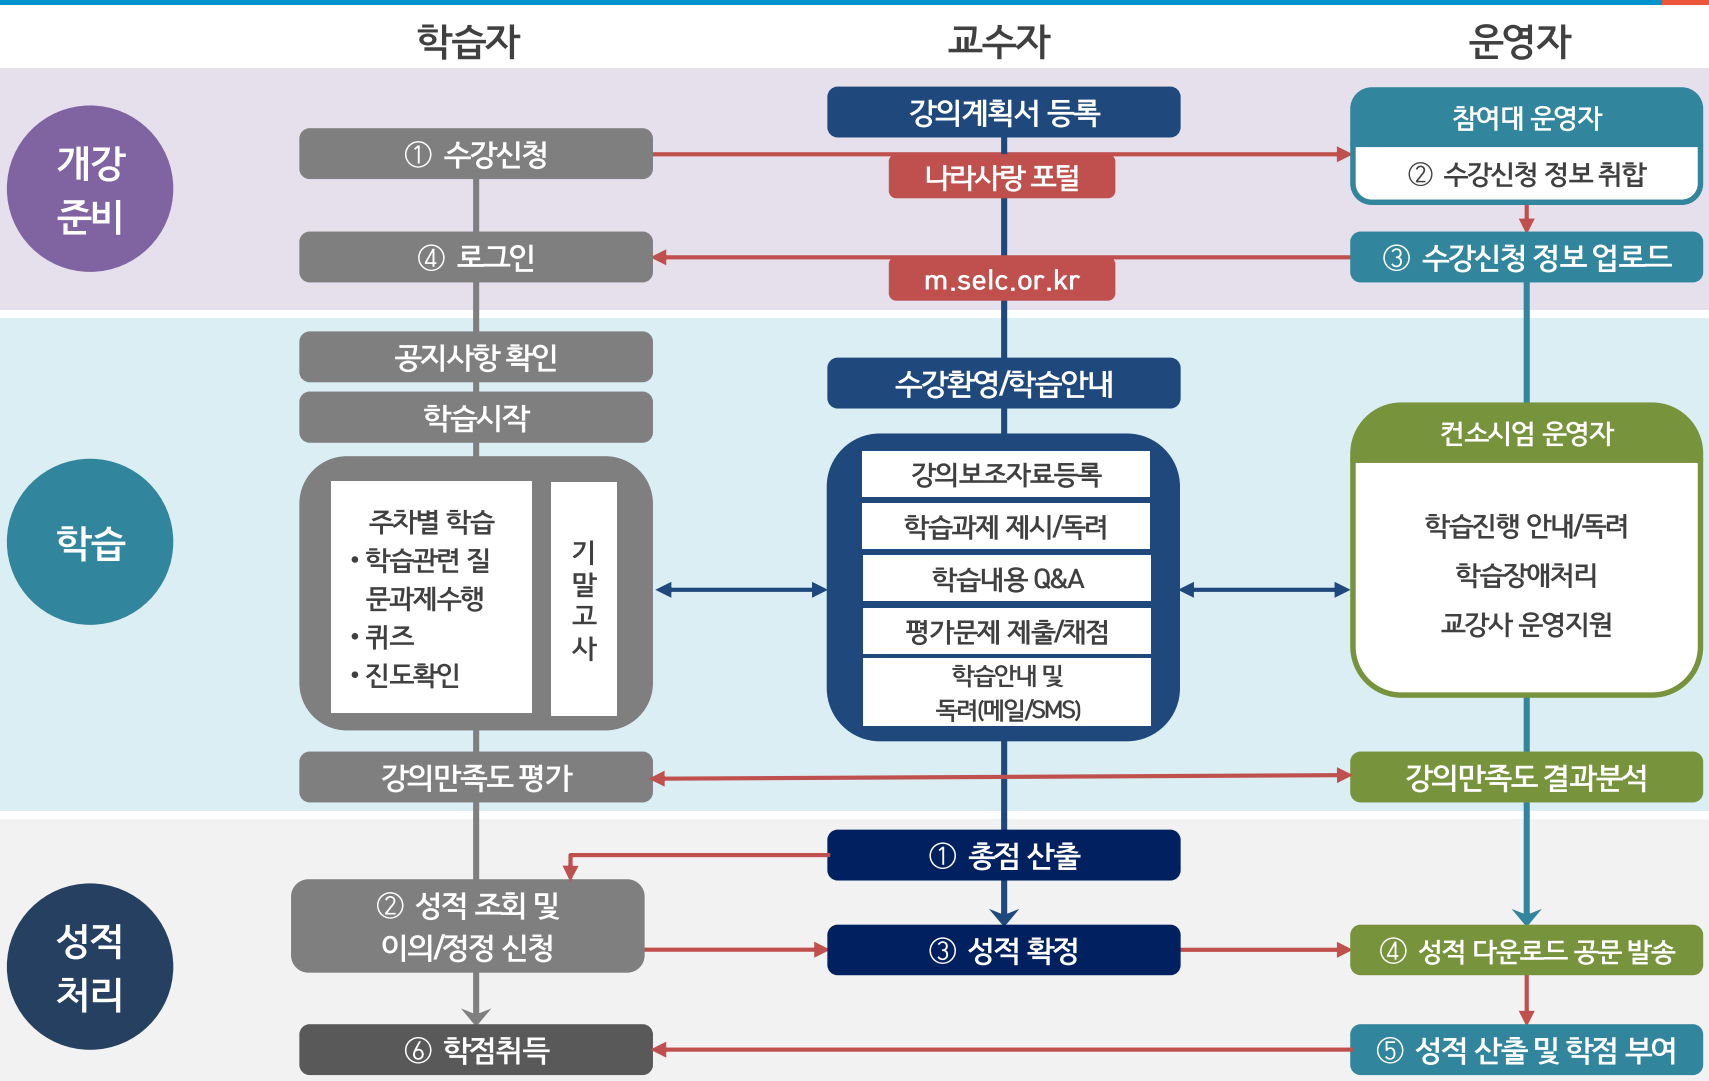 학습자
교수자
운영자
개강
준비
① 수강신청
강의계획서 등록
나라사랑 포털
참여대 운영자
② 수강신청 정보 취합
④ 로그인
m.selc.or.kr
③ 수강신청 정보 업로드
학습
공지사항 확인
학습시작
주차별 학습
• 학습관련 질
문과제수행
• 퀴즈
• 진도확인
기
말
고
사
수강환영/학습안내
강의보조자료등록
학습과제 제시/독려
학습내용 Q&A
평가문제 제출/채점
학습안내 및
독려(메일/SMS)
컨소시엄 운영자
학습진행 안내/독려
학습장애처리
교강사 운영지원
강의만족도 평가
강의만족도 결과분석
성적
처리
① 총점 산출
② 성적 조회 및
이의/정정 신청
③ 성적 확정
④ 성적 다운로드 공문 발송
⑥ 학점취득
⑤ 성적 산출 및 학점 부여